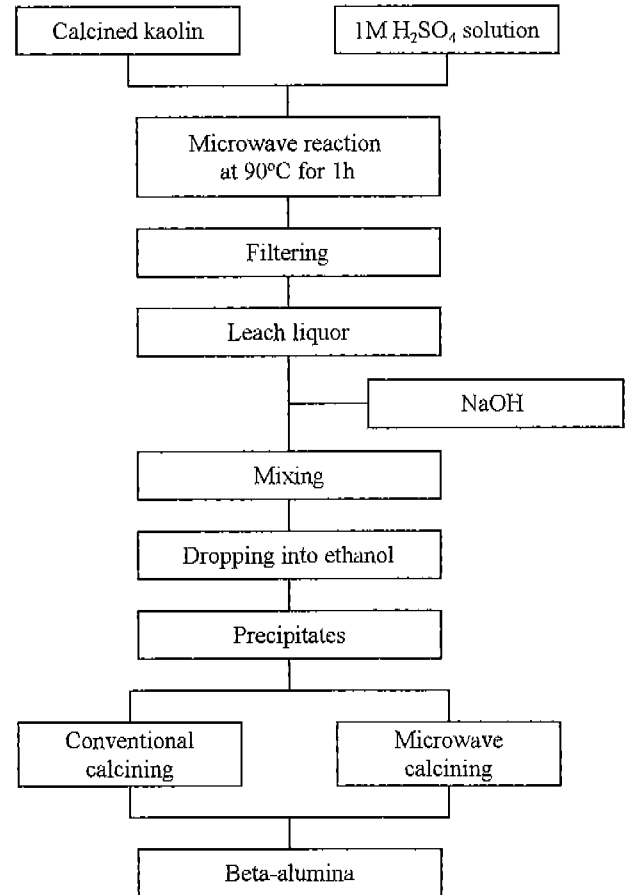 Calcined kaolin
1M H₂SO₄ solution
Microwave reaction
at 90°C for 1h
Filtering
Leach liquor
NaOH
Mixing
Dropping into ethanol
Precipitates
Conventional
calcining
Microwave
calcining
Beta-alumina